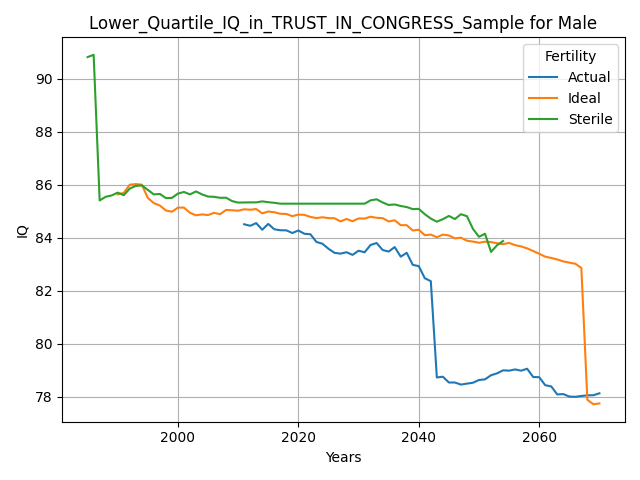 Lower_Quartile_IQ_in_TRUST_IN_CONGRESS_Sample for Male
Fertility
Actual
Ideal
Sterile
IQ
90
88
86
84
82
80
78
2000
2020
2040
2060
Years